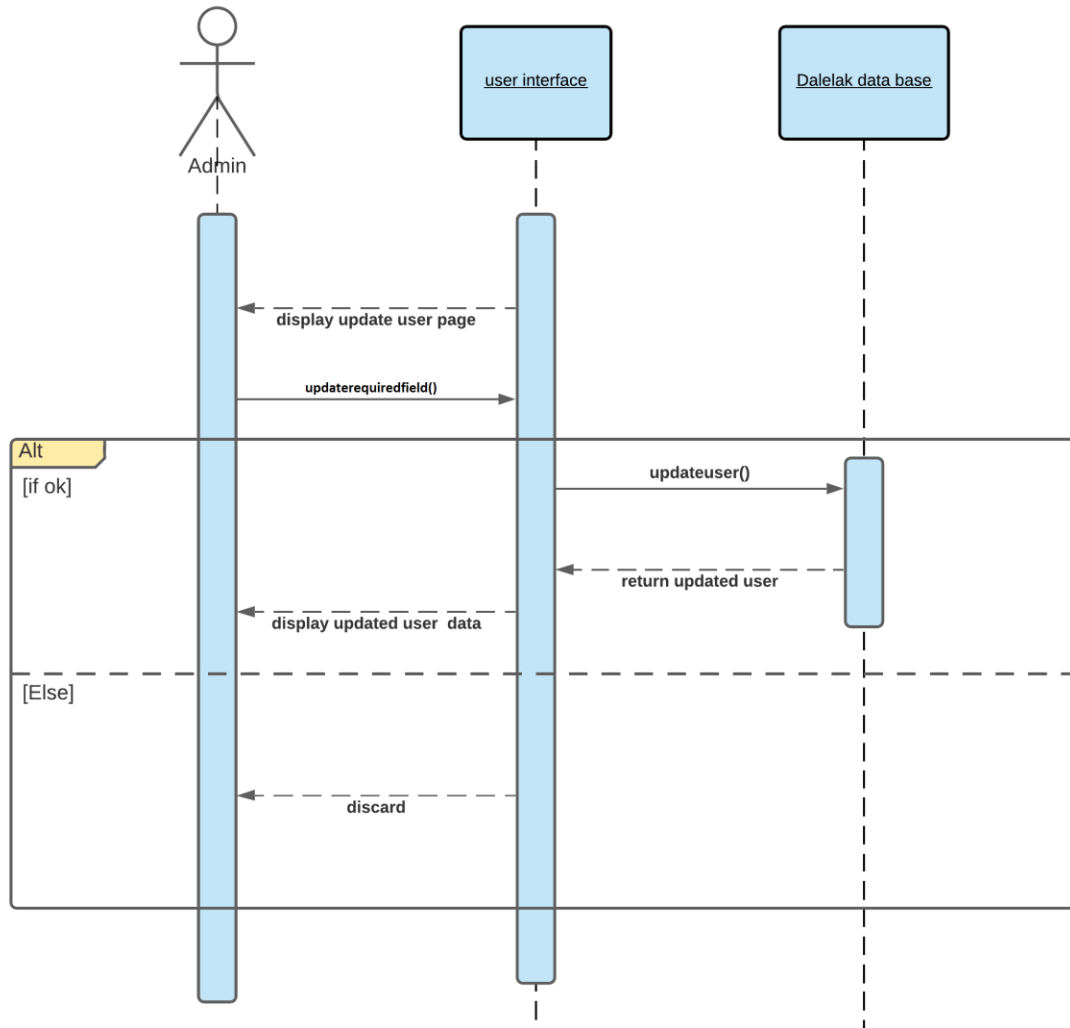 Admin
user interface
Dalelak data base
display update user page
updaterequiredfield()
Alt
[if ok]
updateuser()
return updated user
display updated user  data
[Else]
discard